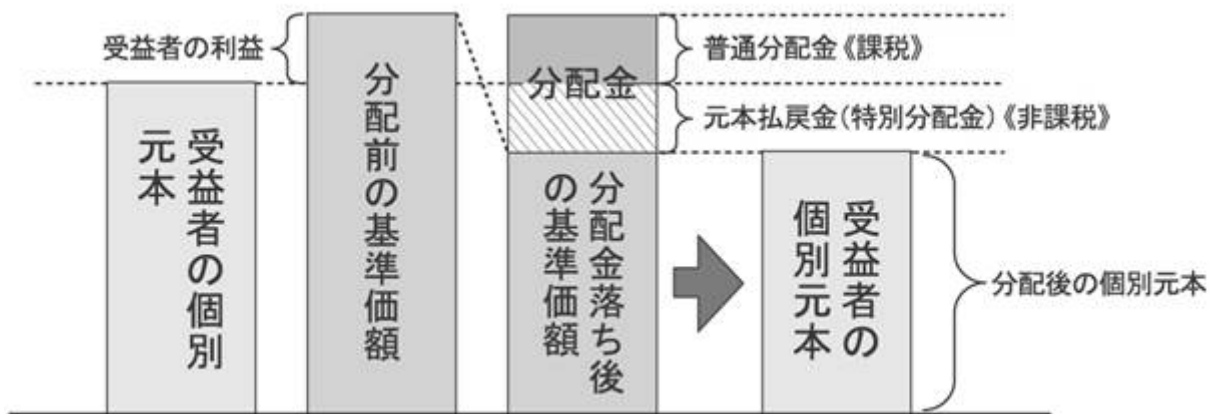 受益者の利益
受益者の個別
元本
分配前の基準価額
分配金
分配金落ち後
の基準価額
普通分配金《課税》
元本払戻金(特別分配金)《非課税》
受益者の
個別元本
分配後の個別元本